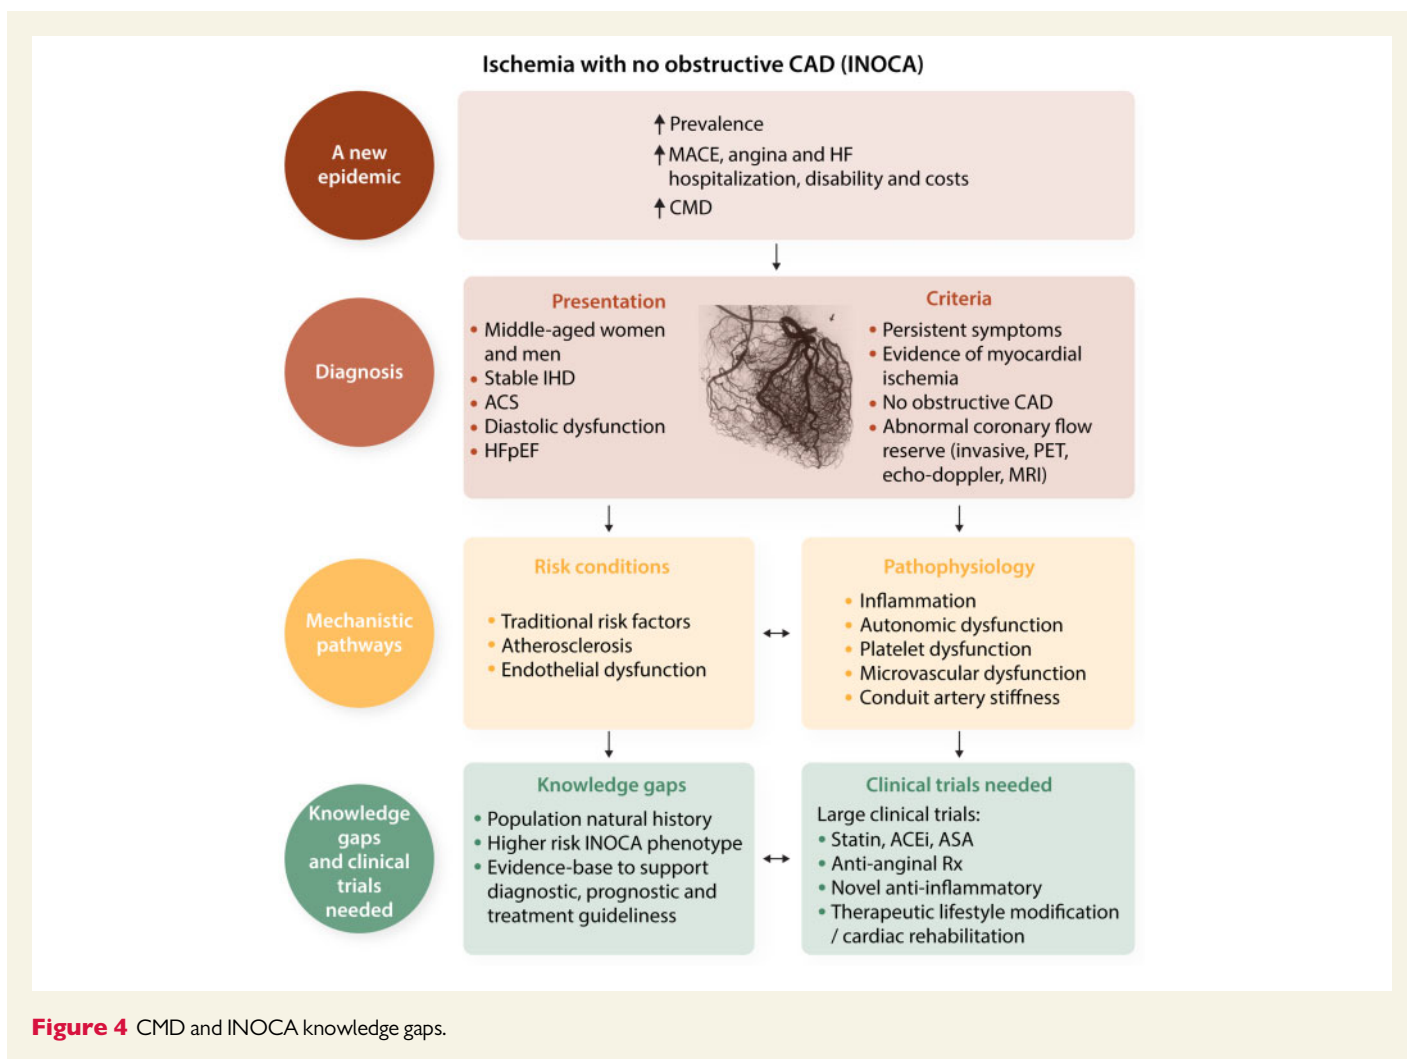 Ischemia with no obstructive CAD (INOCA)
A new
epidemic
↑ Prevalence
↑ MACE, angina and HF
hospitalization, disability and costs
↑ CMD
Diagnosis
Presentation
• Middle-aged women
and men
• Stable IHD
• ACS
• Diastolic dysfunction
• HFpEF
Criteria
• Persistent symptoms
• Evidence of myocardial
ischemia
• No obstructive CAD
• Abnormal coronary flow
reserve (invasive, PET,
echo-doppler, MRI)
Mechanistic
pathways
Risk conditions
• Traditional risk factors
• Atherosclerosis
• Endothelial dysfunction
Pathophysiology
• Inflammation
• Autonomic dysfunction
• Platelet dysfunction
• Microvascular dysfunction
• Conduit artery stiffness
Knowledge
gaps
and clinical
trials
needed
Knowledge gaps
• Population natural history
• Higher risk INOCA phenotype
• Evidence-base to support
diagnostic, prognostic and
treatment guideliness
Clinical trials needed
Large clinical trials:
• Statin, ACEi, ASA
• Anti-anginal Rx
• Novel anti-inflammatory
• Therapeutic lifestyle modification
/ cardiac rehabilitation
Figure 4 CMD and INOCA knowledge gaps.